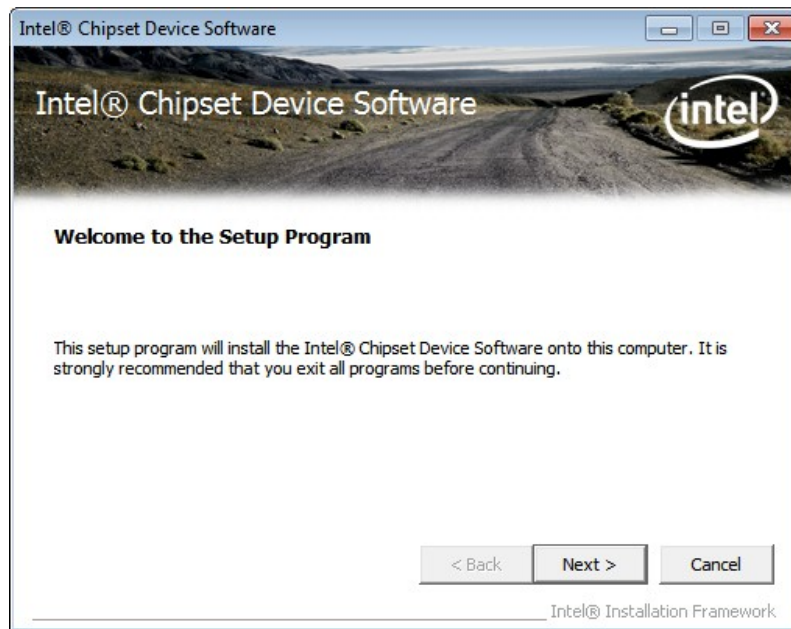 Intel® Chipset Device Software
Intel® Chipset Device Software
intel
Welcome to the Setup Program
This setup program will install the Intel® Chipset Device Software onto this computer. It is
strongly recommended that you exit all programs before continuing.
< Back Next > Cancel
Intel® Installation Framework